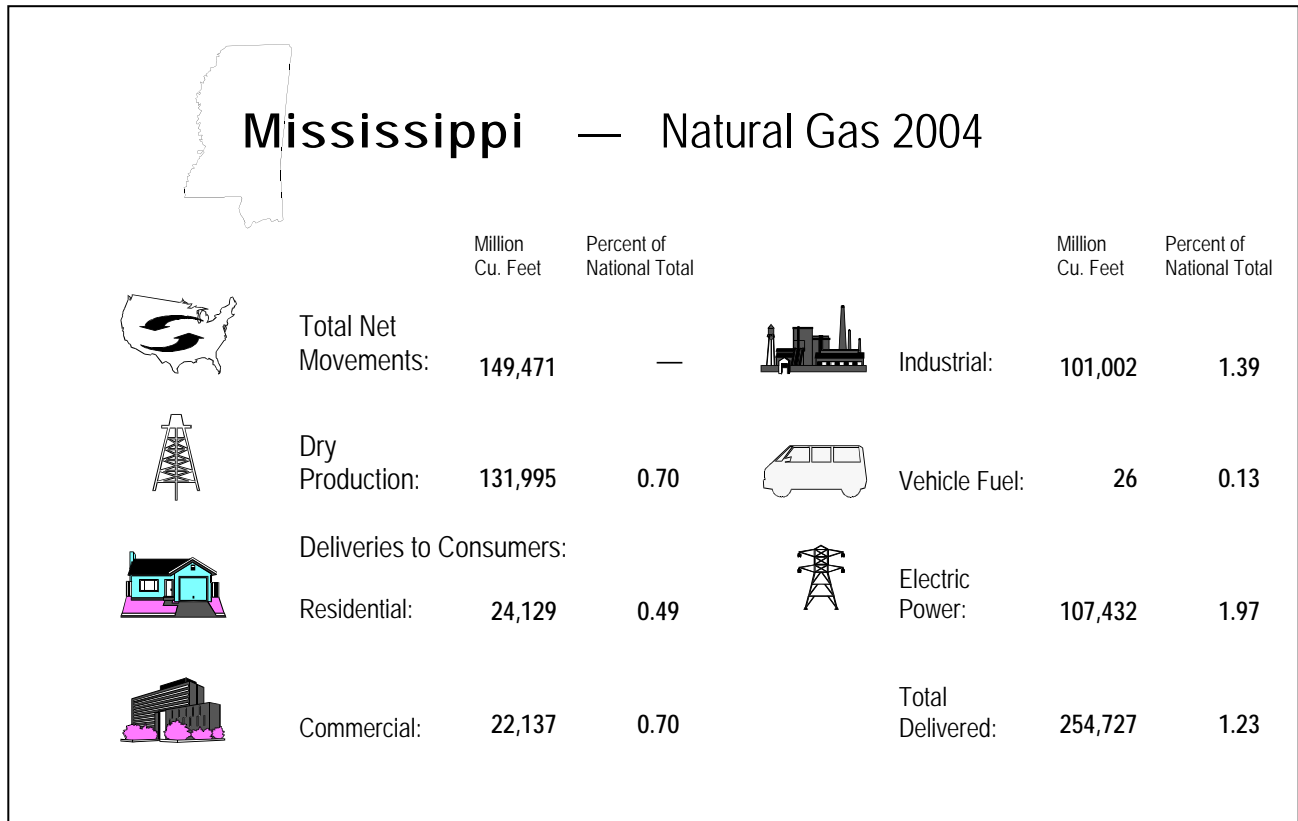 Mississippi — Natural Gas 2004
Million
Cu. Feet
Percent of
National Total
Total Net
Movements: 149,471 —
Dry
Production: 131,995 0.70
Deliveries to Consumers:
Residential: 24,129 0.49
Commercial: 22,137 0.70
Million
Cu. Feet
Percent of
National Total
Industrial: 101,002 1.39
Vehicle Fuel: 26 0.13
Electric
Power: 107,432 1.97
Total
Delivered: 254,727 1.23